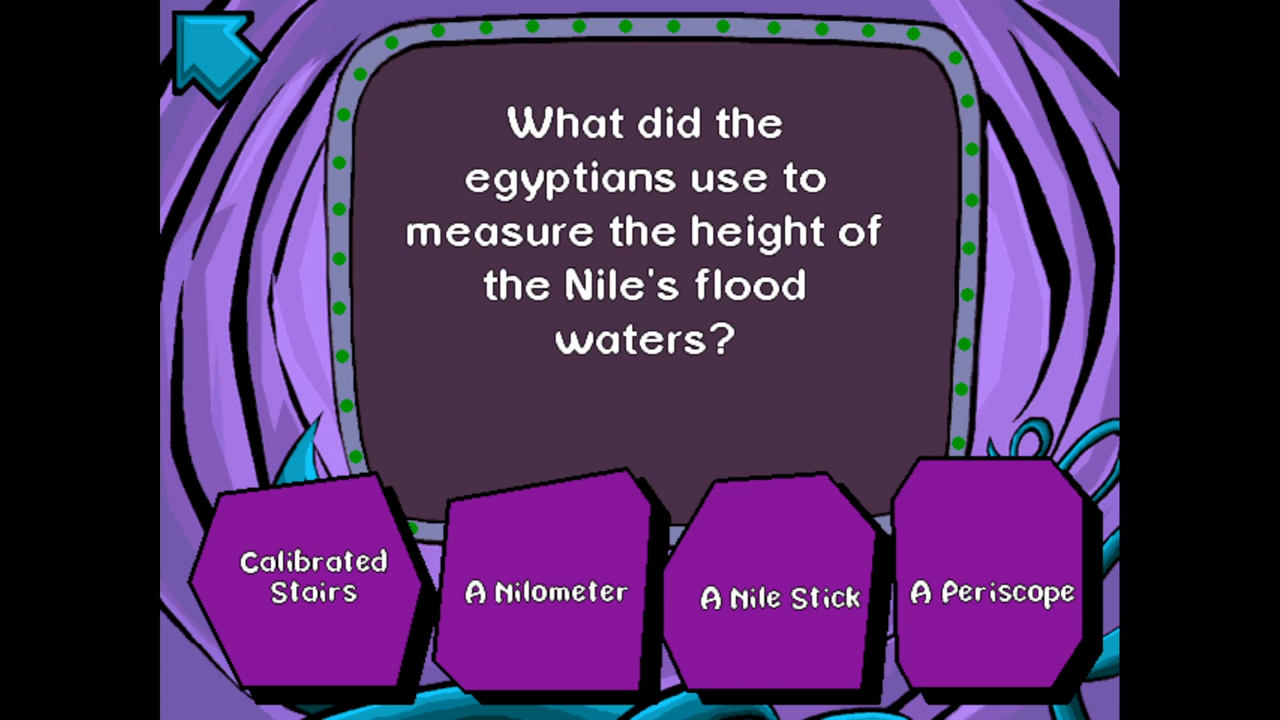 What did the
egyptians use to
measure the height of
the Nile's flood
waters?
Calibrated
Stairs
A Nilometer
A Nile Stick
A Periscope